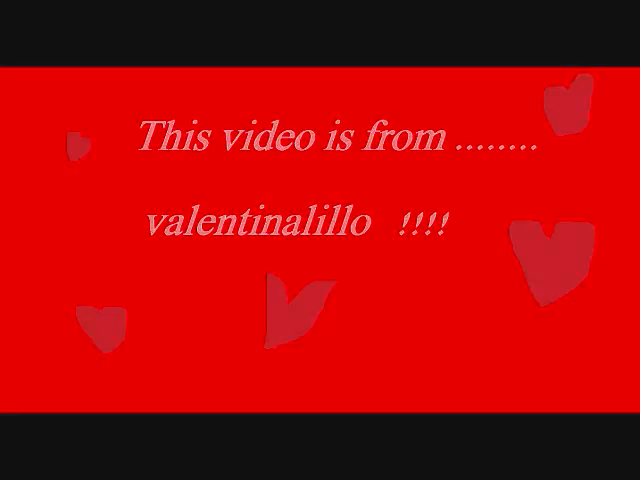 This video is from ........
valentinalillo !!!!